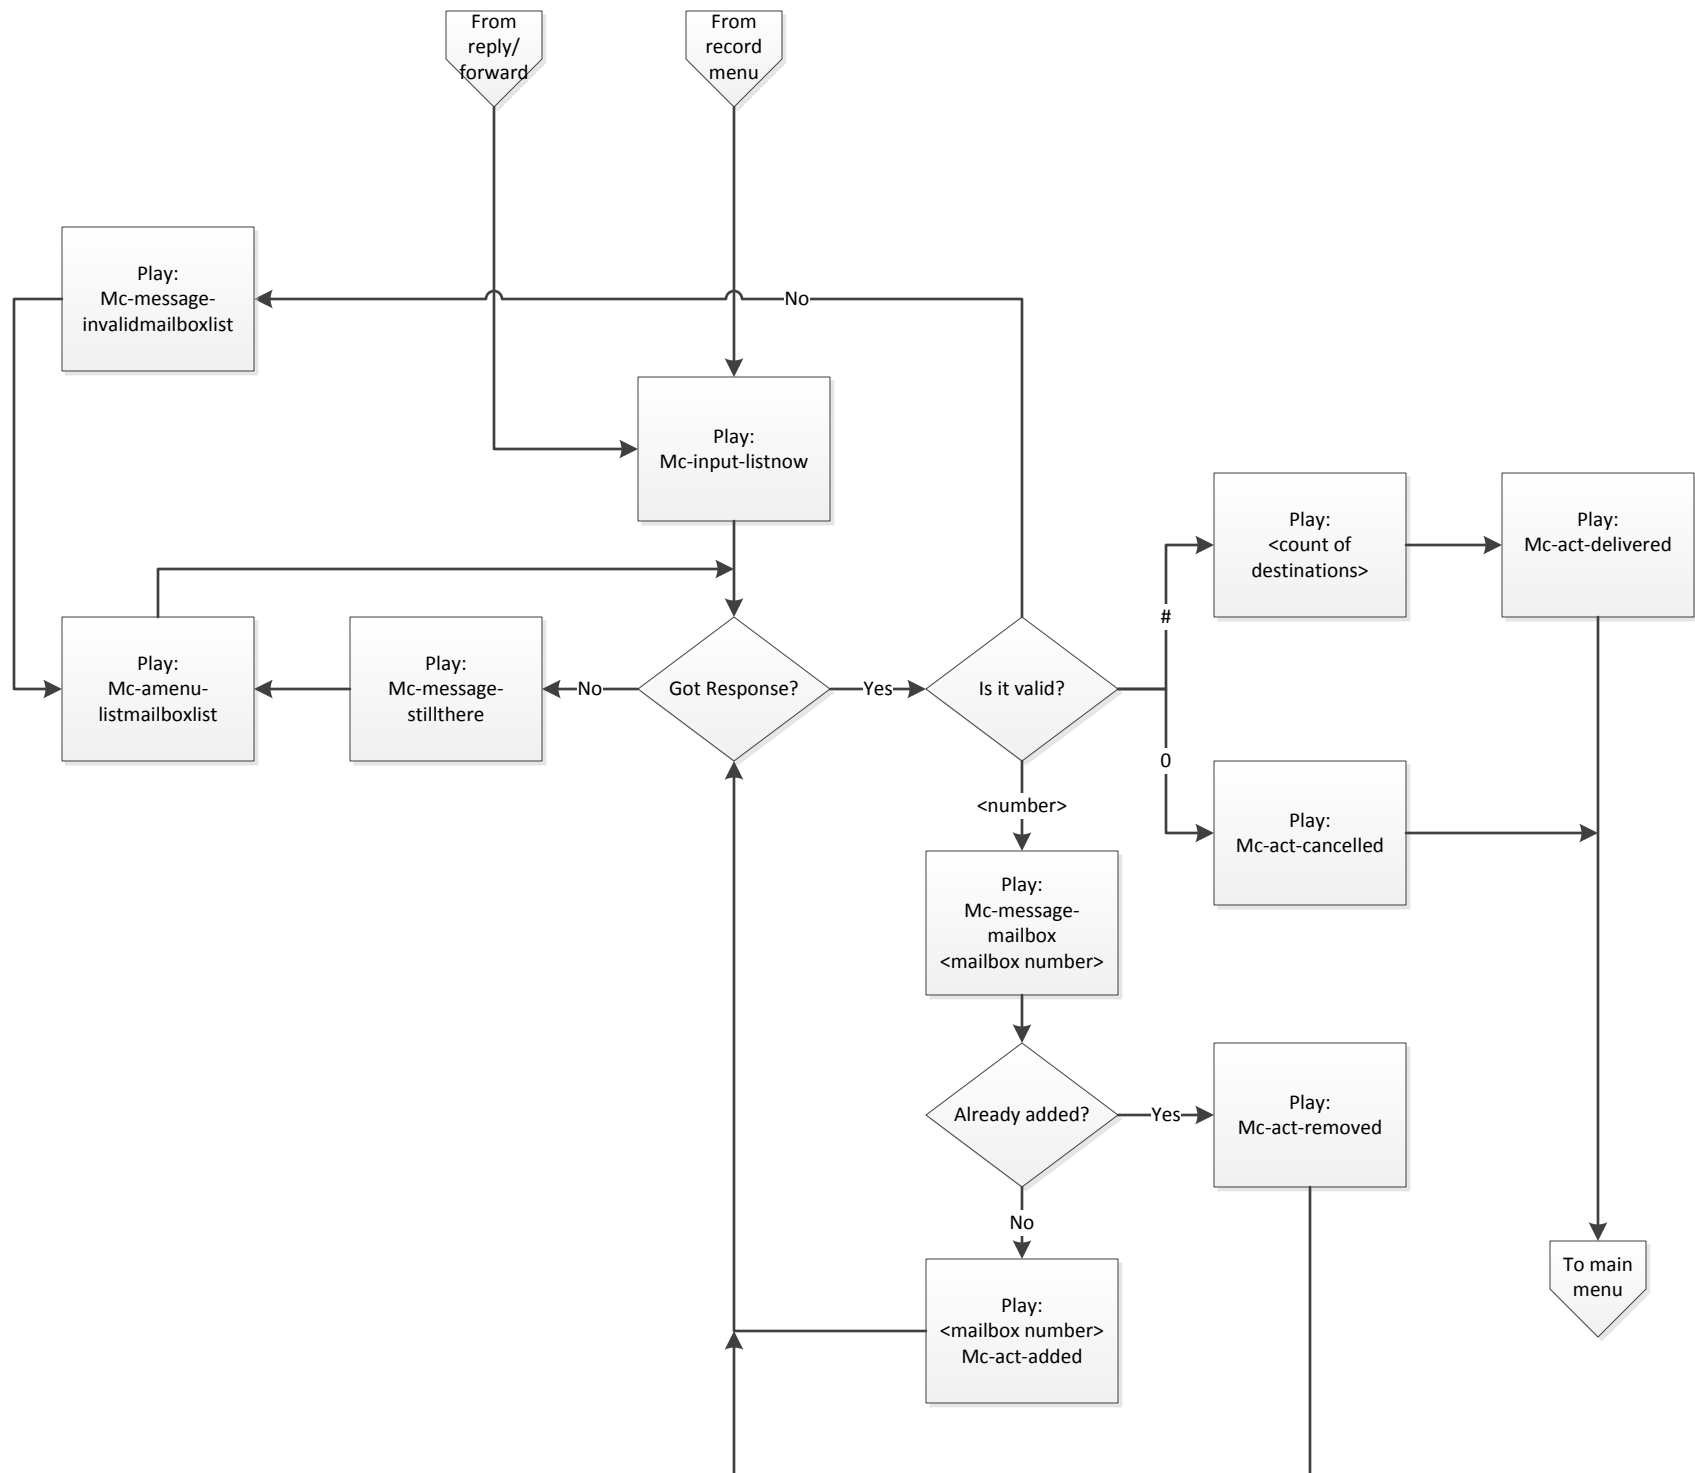 From
reply/
forward
From
record
menu
Play:
Mc-message-
invalidmailboxlist
No
Play:
Mc-input-listnow
Play:
<count of
destinations>
Play:
Mc-act-delivered
#
Play:
Mc-amenu-
listmailboxlist
Play:
Mc-message-
stillthere
No
Got Response?
Yes
Is it valid?
0
<number>
Play:
Mc-act-cancelled
Play:
Mc-message-
mailbox
<mailbox number>
Already added?
Yes
Play:
Mc-act-removed
No
Play:
<mailbox number>
Mc-act-added
To main
menu